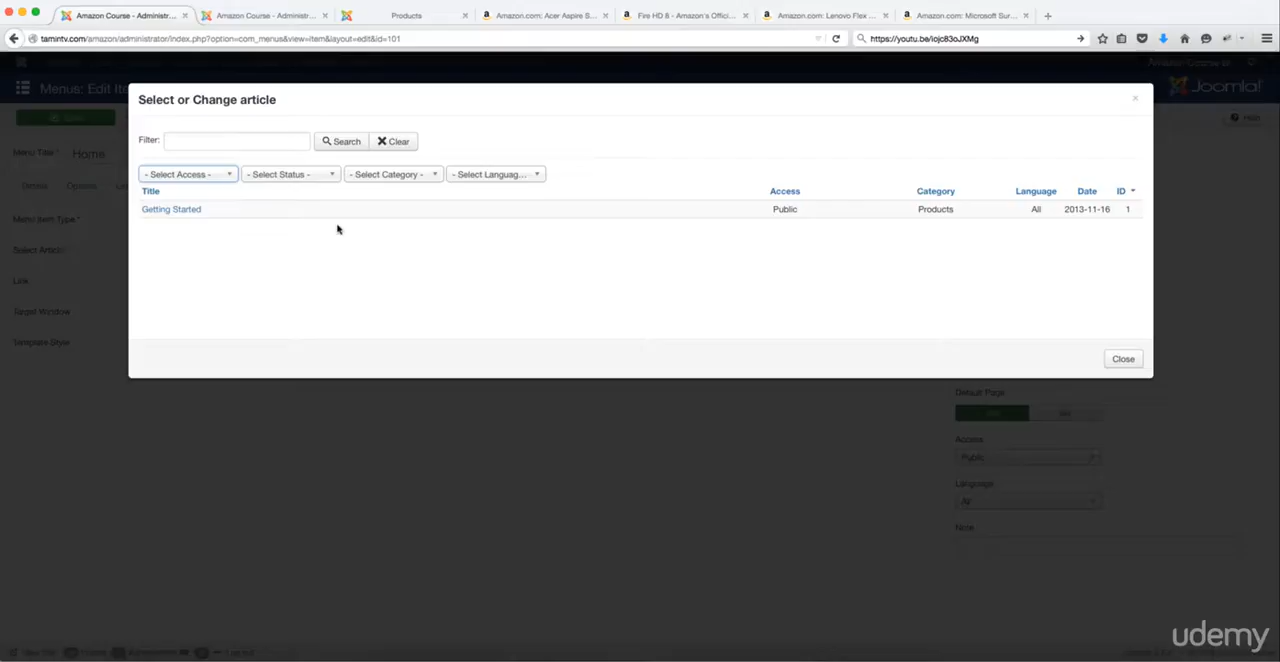 Amazon Course - Administr... × Amazon Course - Administr... × Products × Amazon.com: Acer Aspire S... × Fire HD 8 - Amazon's Offici... × Amazon.com: Lenovo Flex ... × Amazon.com: Microsoft Sur... × +
tamintv.com/amazon/administrator/index.php?option=com_menus&view=item&layout=edit&id=101
https://youtu.be/iojc83oJXMg
Menus: Edit Ite
Joomla!
Select or Change article ×
Save
Help
Filter: Search Clear
Menu Title * Home
- Select Access - - Select Status - - Select Category - - Select Languag... -
Details Options
Title Access Category Language Date ID
Getting Started Public Products All 2013-11-16 1
Menu Item Type *
Select Article
Link
Target Window
Template Style
Close
Default Page
Access
Public
Language
All
Note
udemy